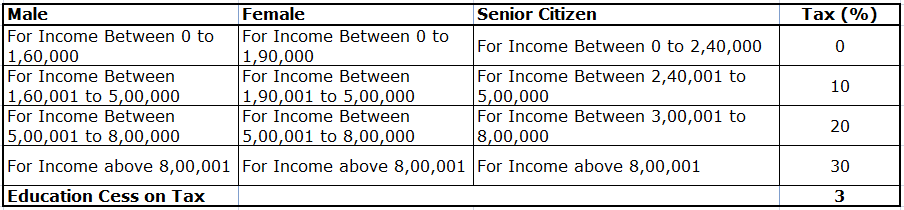 Male Female Senior Citizen Tax (%)
For Income Between 0 to
1,60,000
For Income Between 0 to
1,90,000
For Income Between 0 to 2,40,000
0
For Income Between
1,60,001 to 5,00,000
For Income Between
1,90,001 to 5,00,000
For Income Between 2,40,001 to
5,00,000
10
For Income Between
5,00,001 to 8,00,000
For Income Between
5,00,001 to 8,00,000
For Income Between 3,00,001 to
8,00,000
20
For Income above 8,00,001
For Income above 8,00,001
For Income above 8,00,001
30
Education Cess on Tax
3